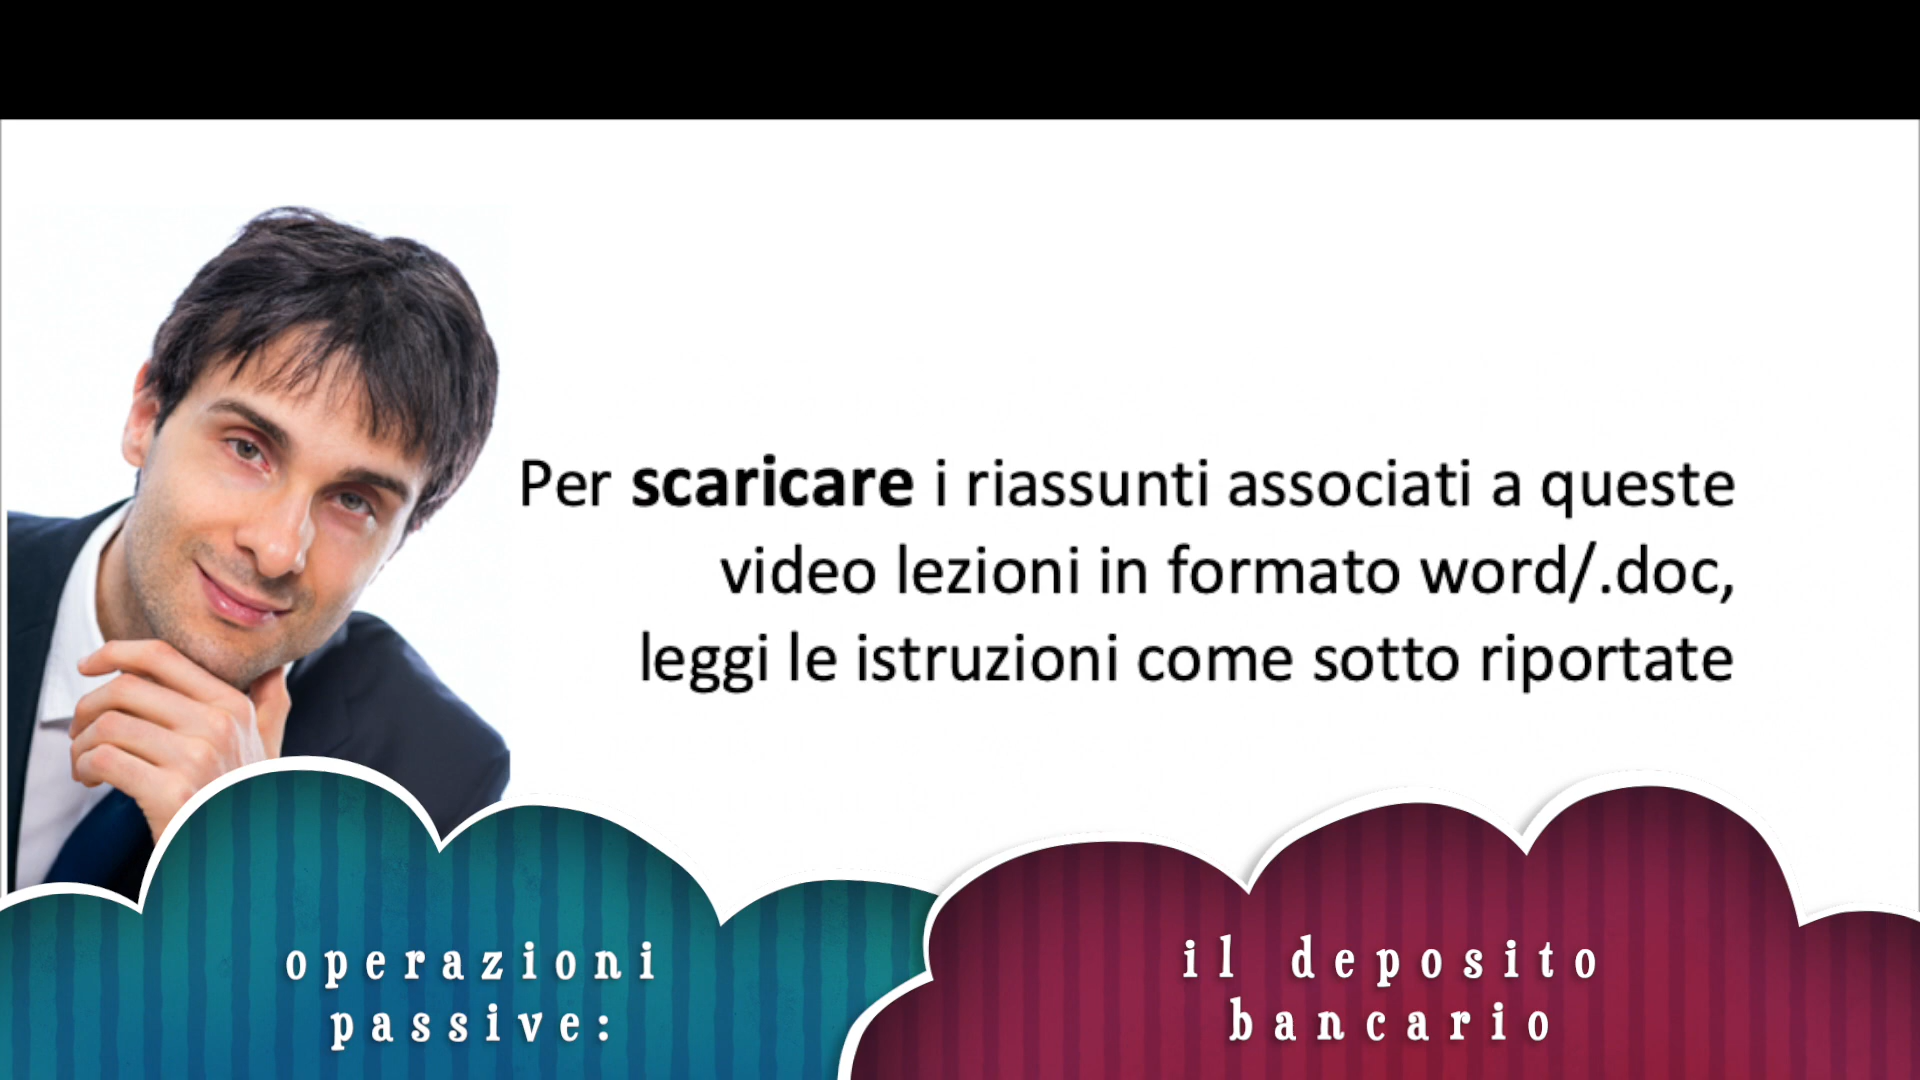 Per scaricare i riassunti associati a queste
video lezioni in formato word/.doc,
leggi le istruzioni come sotto riportate
operazioni
passive:
il deposito
bancario